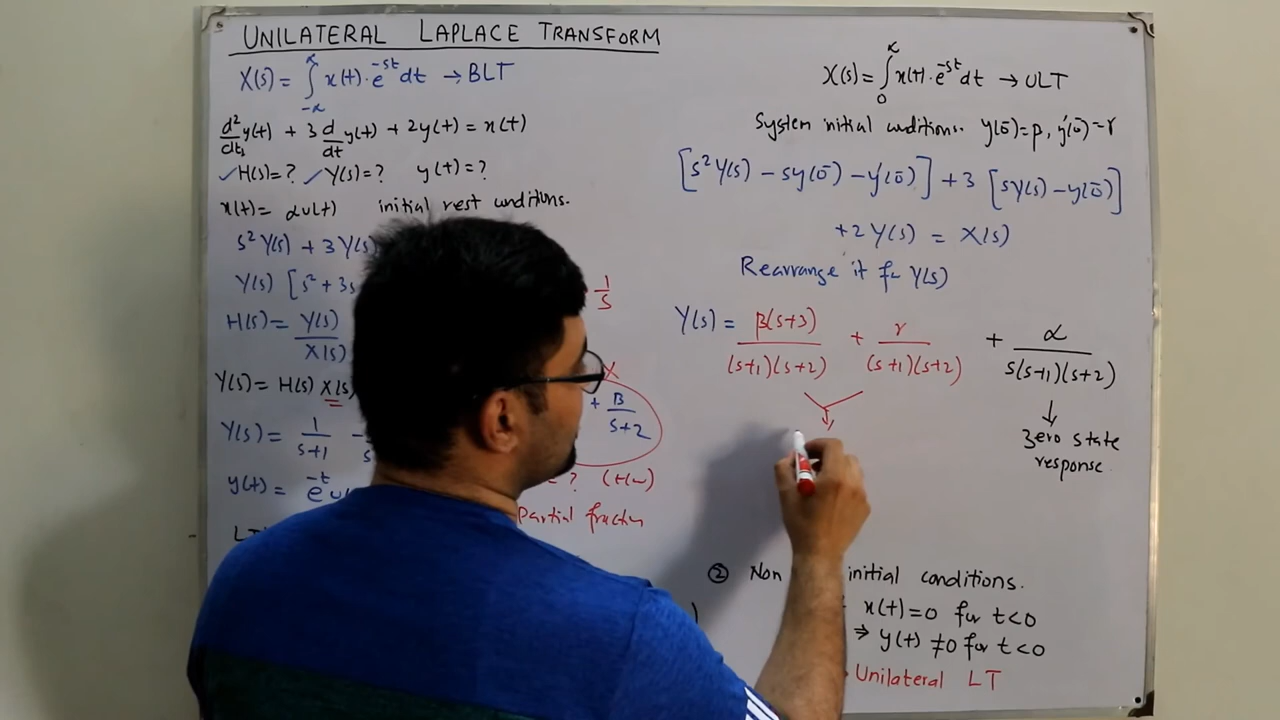 UNILATERAL LAPLACE TRANSFORM
X(s) = ∫_{-∞}^{∞} x(t)·e^{-st} dt → BLT
d²/dt² y(t) + 3 d/dt y(t) + 2y(t) = x(t)
✓H(s)=? ✓Y(s)=? y(t)=?
x(t) = αu(t) initial rest conditions.
s²Y(s) + 3Y(s)
Y(s) [s² + 3s
1/s
H(s) = Y(s)/X(s)
Y(s) = H(s) X(s)
X
+ B/(s+2)
Y(s) = 1/(s+1) -
= ?
y(t) = e^{-t}
Partial
X(s) = ∫_{0}^{∞} x(t)·e^{-st} dt → ULT
System initial conditions. y(0⁻)=β, y'(0⁻)=γ
[s²Y(s) - sy(0⁻) - y'(0⁻)] + 3 [sY(s) - y(0⁻)]
+2Y(s) = X(s)
Rearrange it for Y(s)
Y(s) = β(s+3)/((s+1)(s+2)) + γ/((s+1)(s+2)) + α/(s(s+1)(s+2))
↓
Zero state
response
② Non initial conditions.
x(t)=0 for t<0
⇒ y(t) ≠0 for t<0
Unilateral LT